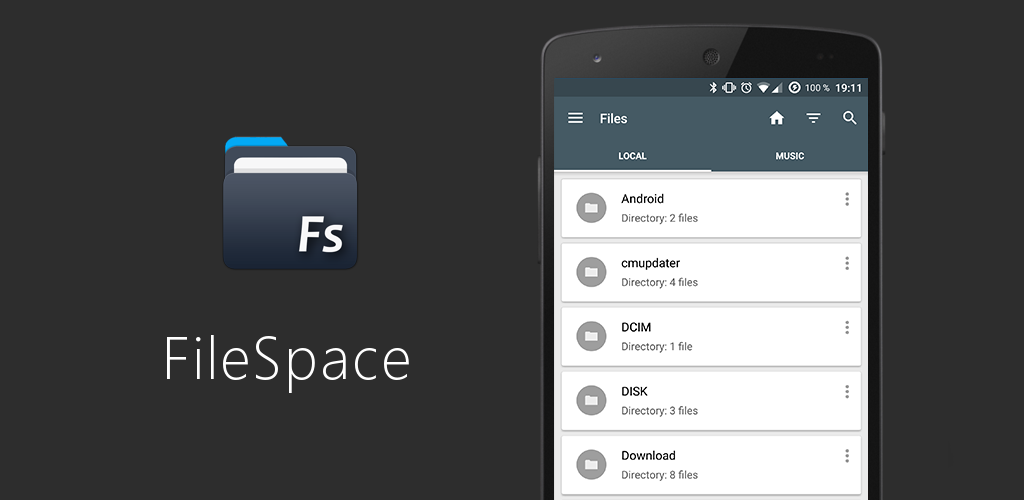 Fs
FileSpace
100 % 19:11
Files
LOCAL MUSIC
Android
Directory: 2 files
cmupdater
Directory: 4 files
DCIM
Directory: 1 file
DISK
Directory: 3 files
Download
Directory: 8 files